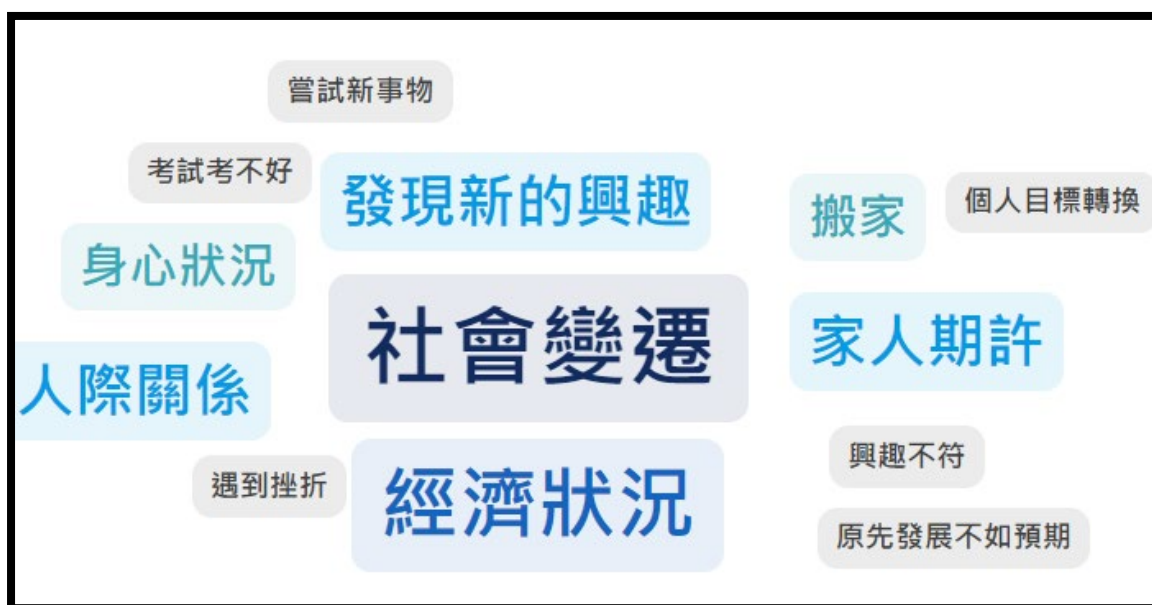 嘗試新事物
考試考不好
發現新的興趣
搬家
個人目標轉換
身心狀況
社會變遷
家人期許
人際關係
興趣不符
遇到挫折
經濟狀況
原先發展不如預期